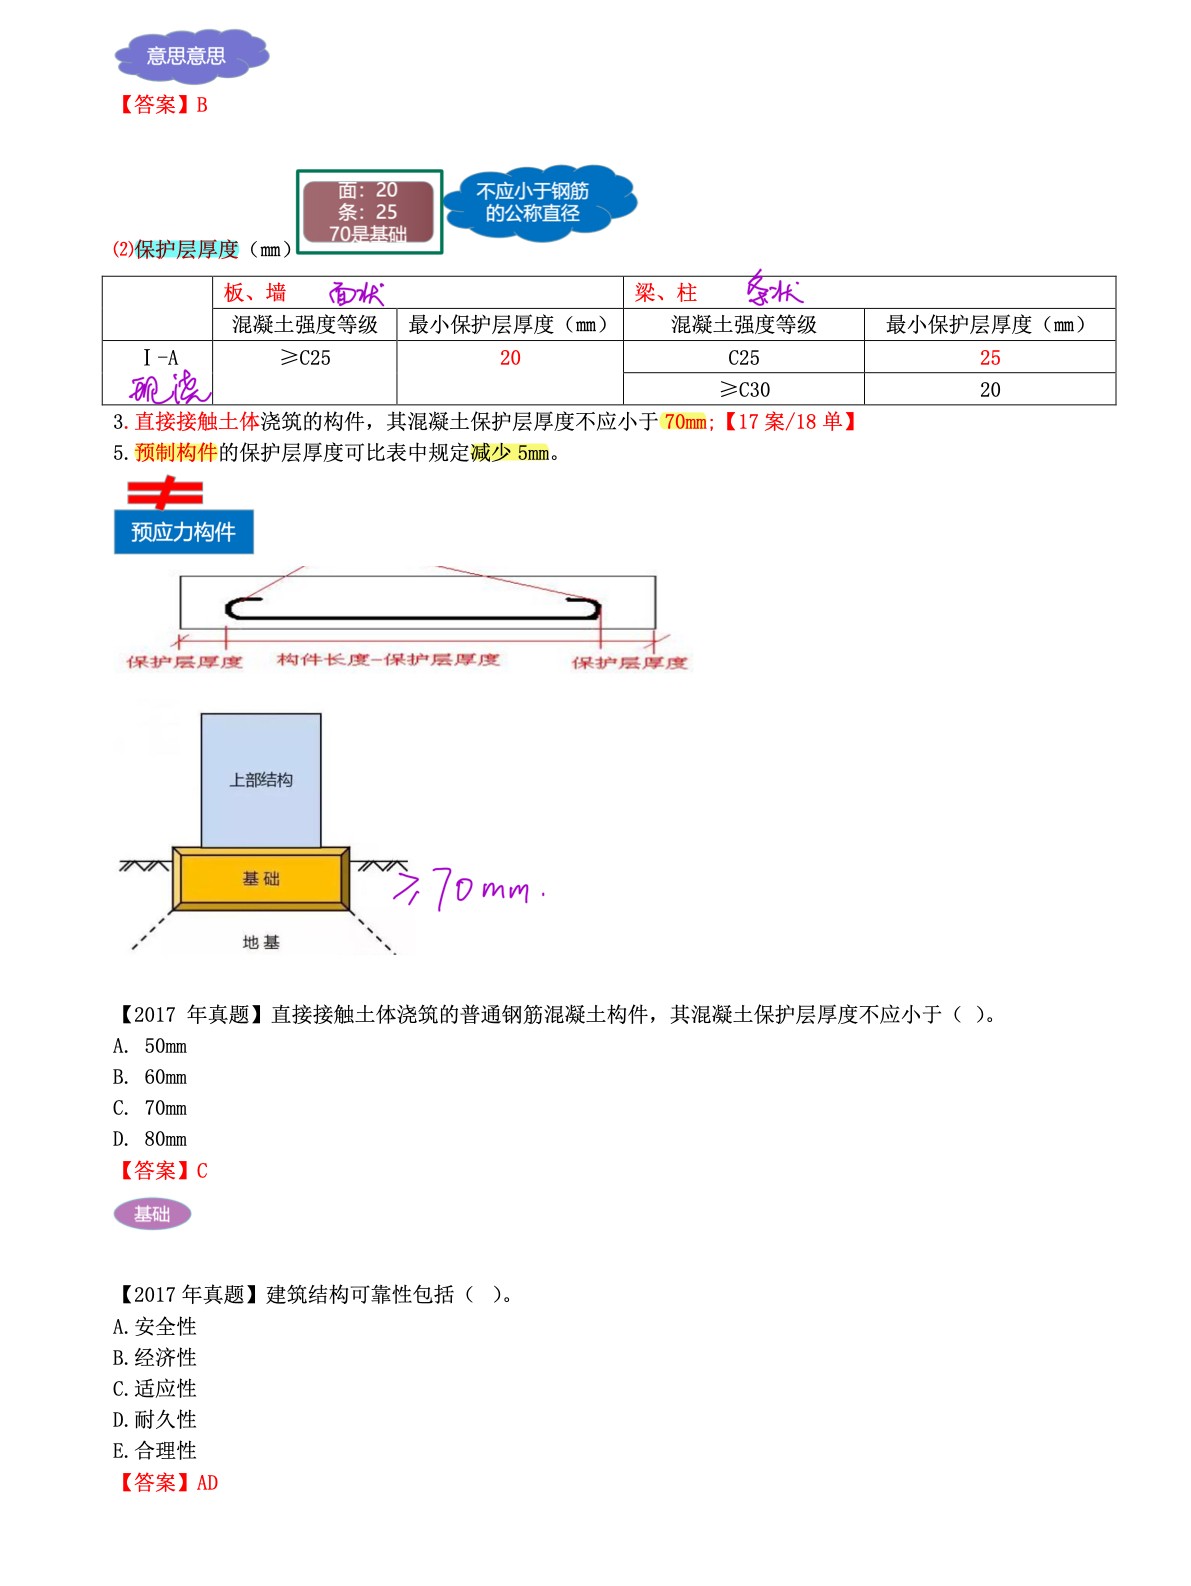 意思意思
【答案】B
面：20
条：25
70是基础
不应小于钢筋
的公称直径
⑵保护层厚度（mm）
板、墙 面状 梁、柱 条状
混凝土强度等级 最小保护层厚度（mm） 混凝土强度等级 最小保护层厚度（mm）
Ⅰ-A ≥C25 20 C25 25
现浇 ≥C30 20
3.直接接触土体浇筑的构件，其混凝土保护层厚度不应小于 70mm;【17 案/18 单】
5.预制构件的保护层厚度可比表中规定减少 5mm。
≠
预应力构件
保护层厚度 构件长度-保护层厚度 保护层厚度
上部结构
基础
≥70mm.
地基
【2017 年真题】直接接触土体浇筑的普通钢筋混凝土构件，其混凝土保护层厚度不应小于（ ）。
A. 50mm
B. 60mm
C. 70mm
D. 80mm
【答案】C
基础
【2017 年真题】建筑结构可靠性包括（ ）。
A.安全性
B.经济性
C.适应性
D.耐久性
E.合理性
【答案】AD